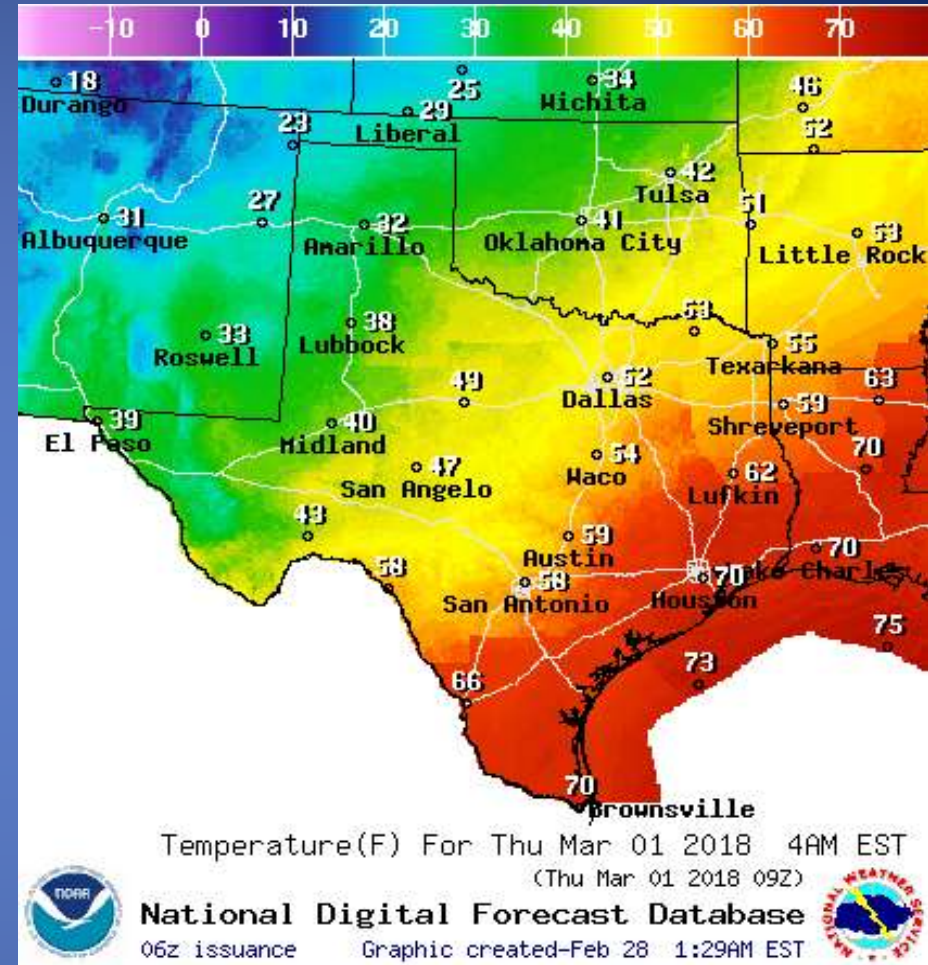 -10 0 10 20 30 40 50 60 70
18 25 34 46
Durango 29 Wichita
23 Liberal 52
42
Tulsa
31 27 32 41 51 53
Albuquerque Amarillo Oklahoma City Little Rock
33 38 53
Roswell Lubbock 55
Texarkana
49 52 63
Dallas 59
39 40 Shreveport
El Paso Midland
47 54 62 70
San Angelo Waco Lufkin
43 59 70
Austin Lake Charles
58 58 70
San Antonio Houston
75
66 73
70
Brownsville
Temperature(F) For Thu Mar 01 2018 4AM EST
(Thu Mar 01 2018 09Z)
National Digital Forecast Database
06z issuance Graphic created-Feb 28 1:29AM EST
NOAA
NATIONAL WEATHER SERVICE